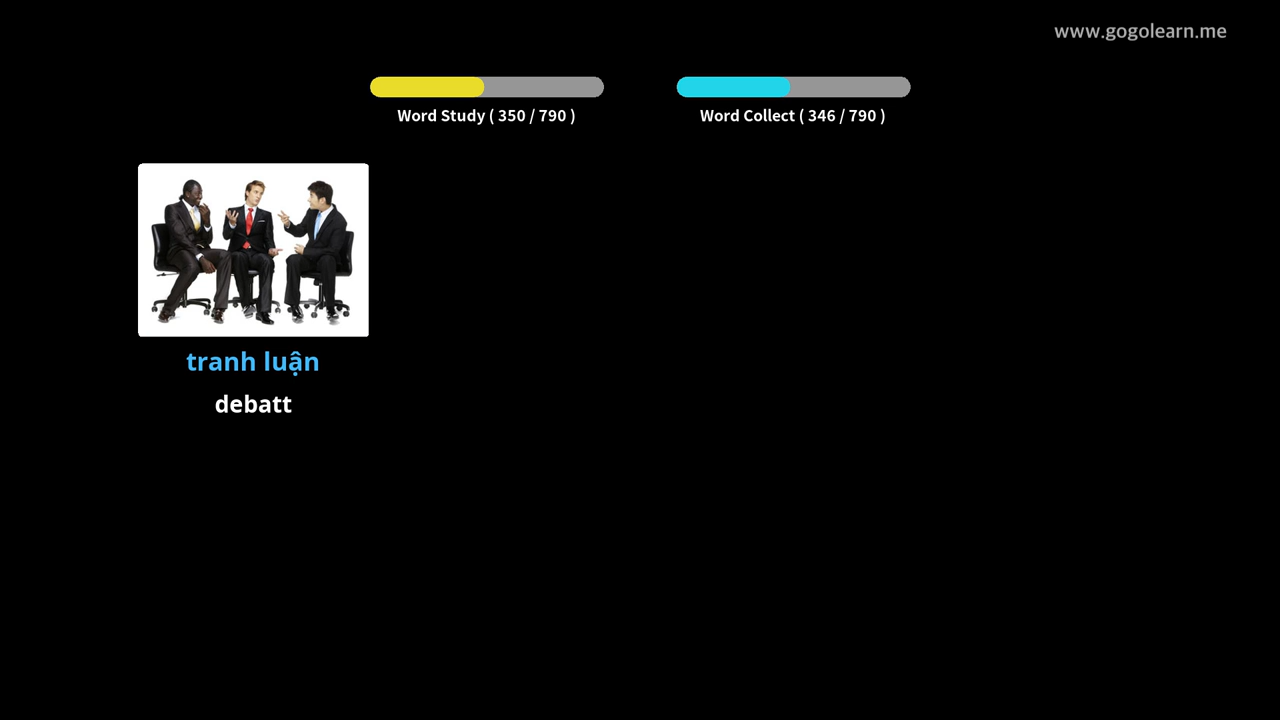 www.gogolearn.me
Word Study ( 350 / 790 )
Word Collect ( 346 / 790 )
tranh luận
debatt